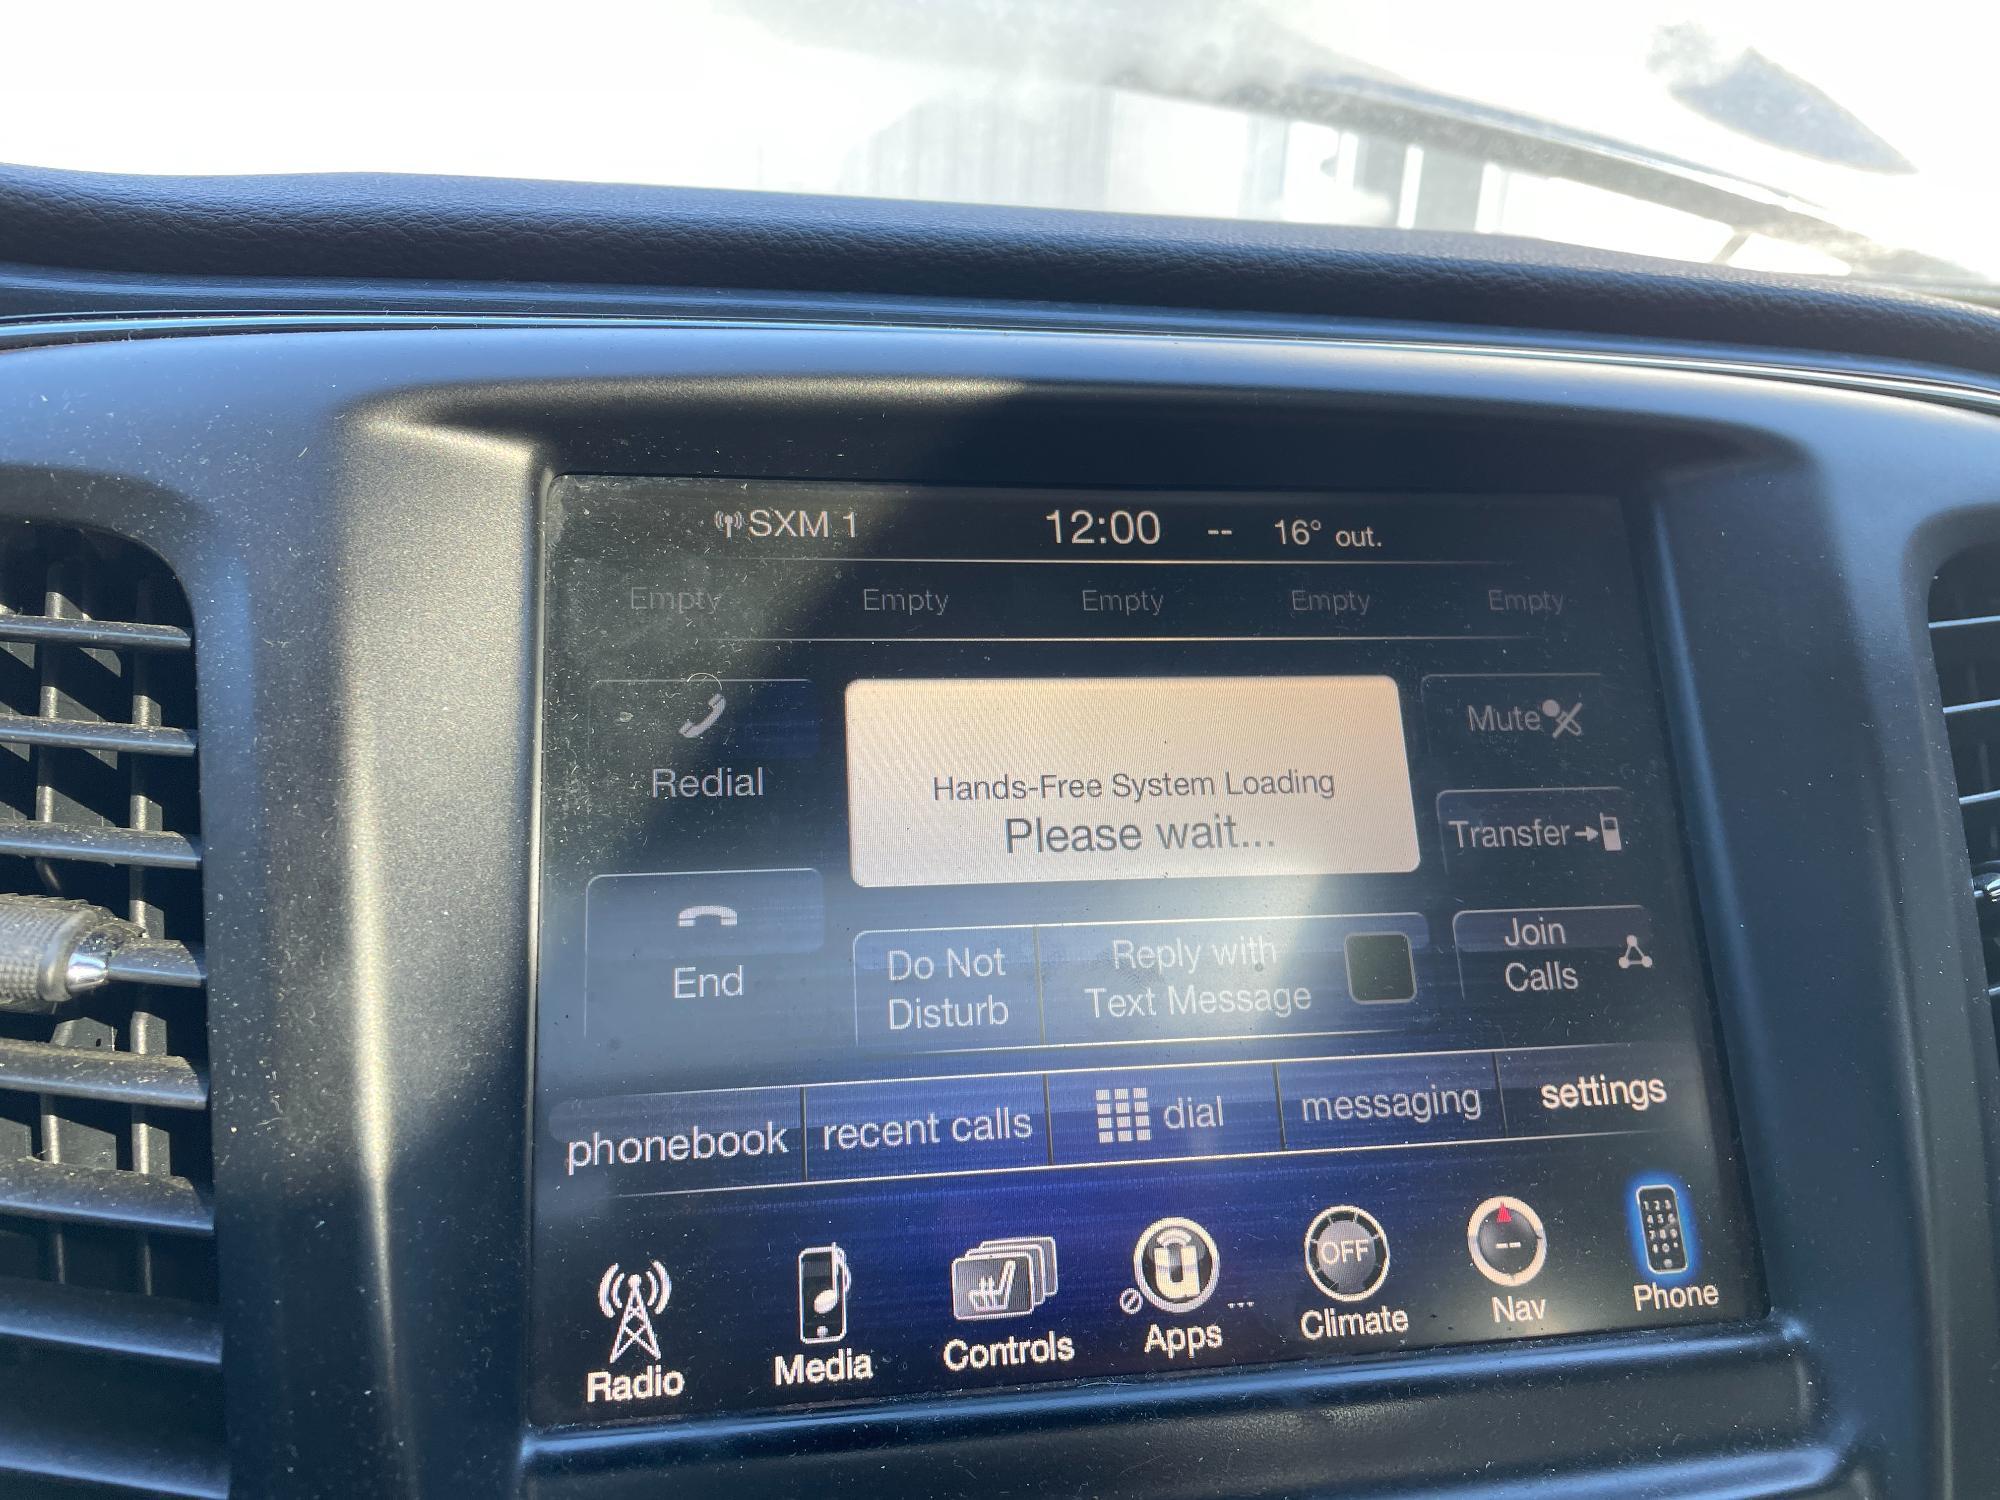 SXM 1 12:00 -- 16° out.
Empty Empty Empty Empty Empty
Redial
Hands-Free System Loading
Please wait...
Mute
Transfer
End
Do Not
Disturb
Reply with
Text Message
Join
Calls
phonebook recent calls dial messaging settings
OFF
--
Radio Media Controls Apps ... Climate Nav Phone